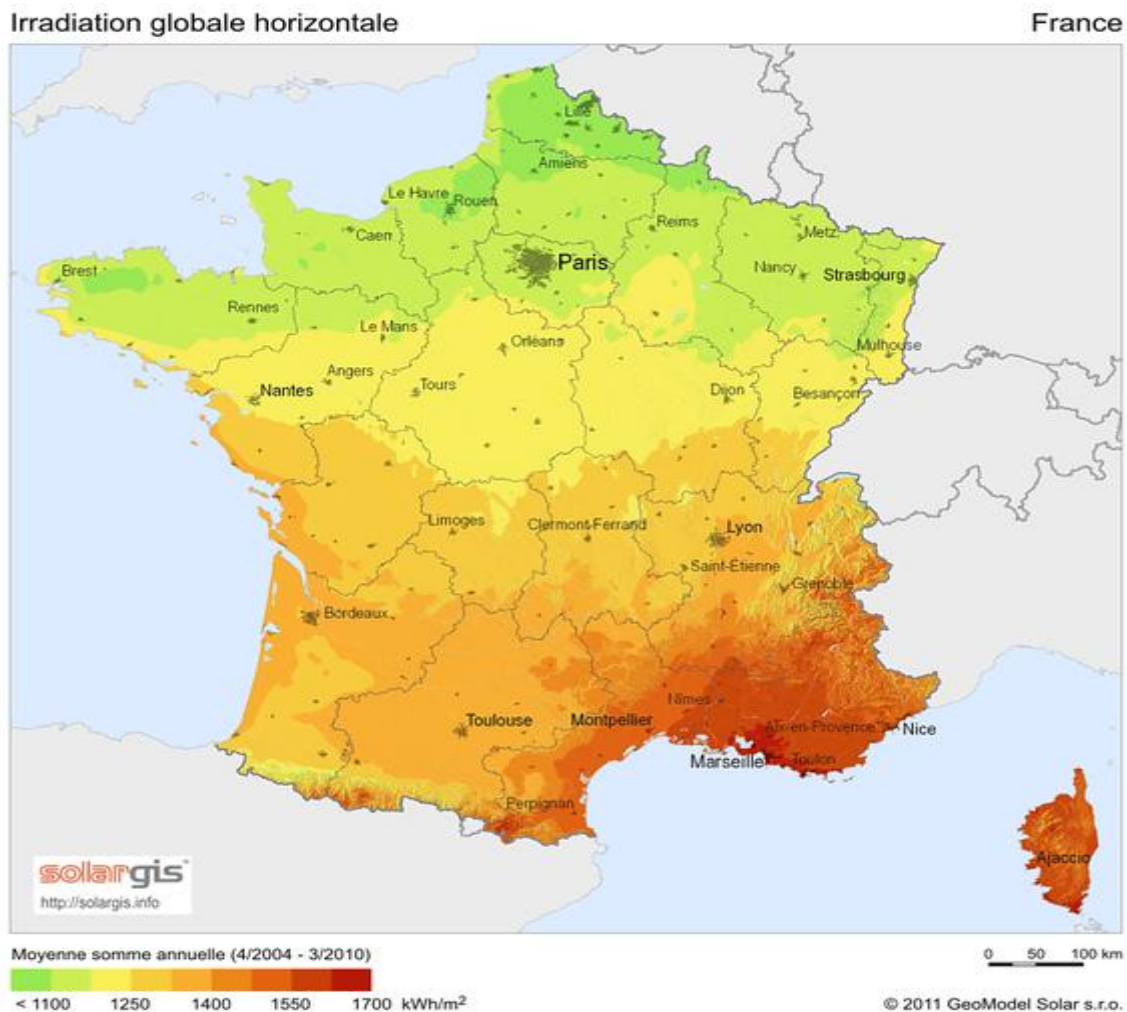 Irradiation globale horizontale
France
Lille
Amiens
Le Havre
Rouen
Caen
Reims
Metz
Paris
Nancy
Strasbourg
Brest
Rennes
Le Mans
Orléans
Mulhouse
Angers
Nantes
Tours
Dijon
Besançon
Limoges
Clermont-Ferrand
Lyon
Saint-Étienne
Grenoble
Bordeaux
Nîmes
Toulouse
Montpellier
Aix-en-Provence
Nice
Marseille
Toulon
Perpignan
Ajaccio
solargis
http://solargis.info
Moyenne somme annuelle (4/2004 - 3/2010)
0 50 100 km
< 1100 1250 1400 1550 1700 kWh/m²
© 2011 GeoModel Solar s.r.o.